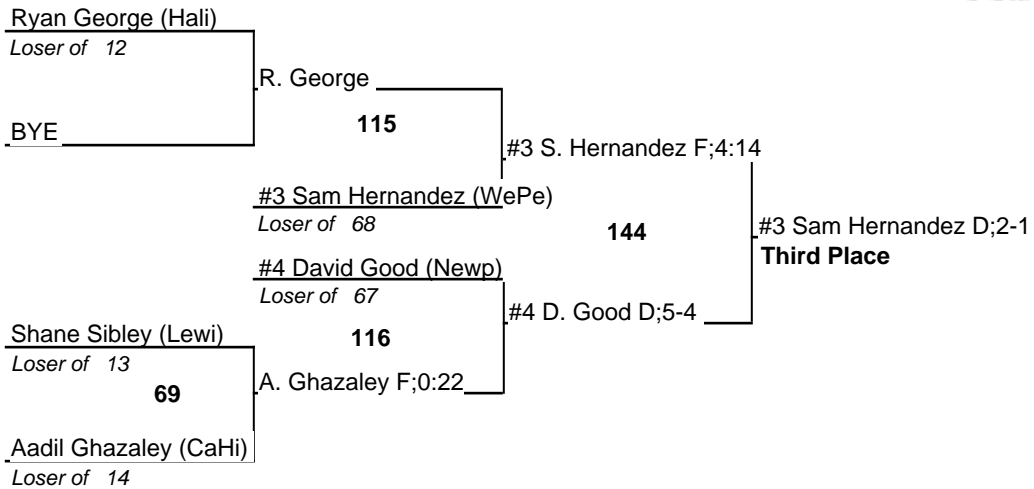 Ryan George (Hali)
Loser of 12
R. George
BYE
115
#3 S. Hernandez F;4:14
#3 Sam Hernandez (WePe)
Loser of 68
144
#3 Sam Hernandez D;2-1
Third Place
#4 David Good (Newp)
Loser of 67
#4 D. Good D;5-4
Shane Sibley (Lewi)
116
Loser of 13
69
A. Ghazaley F;0:22
Aadil Ghazaley (CaHi)
Loser of 14